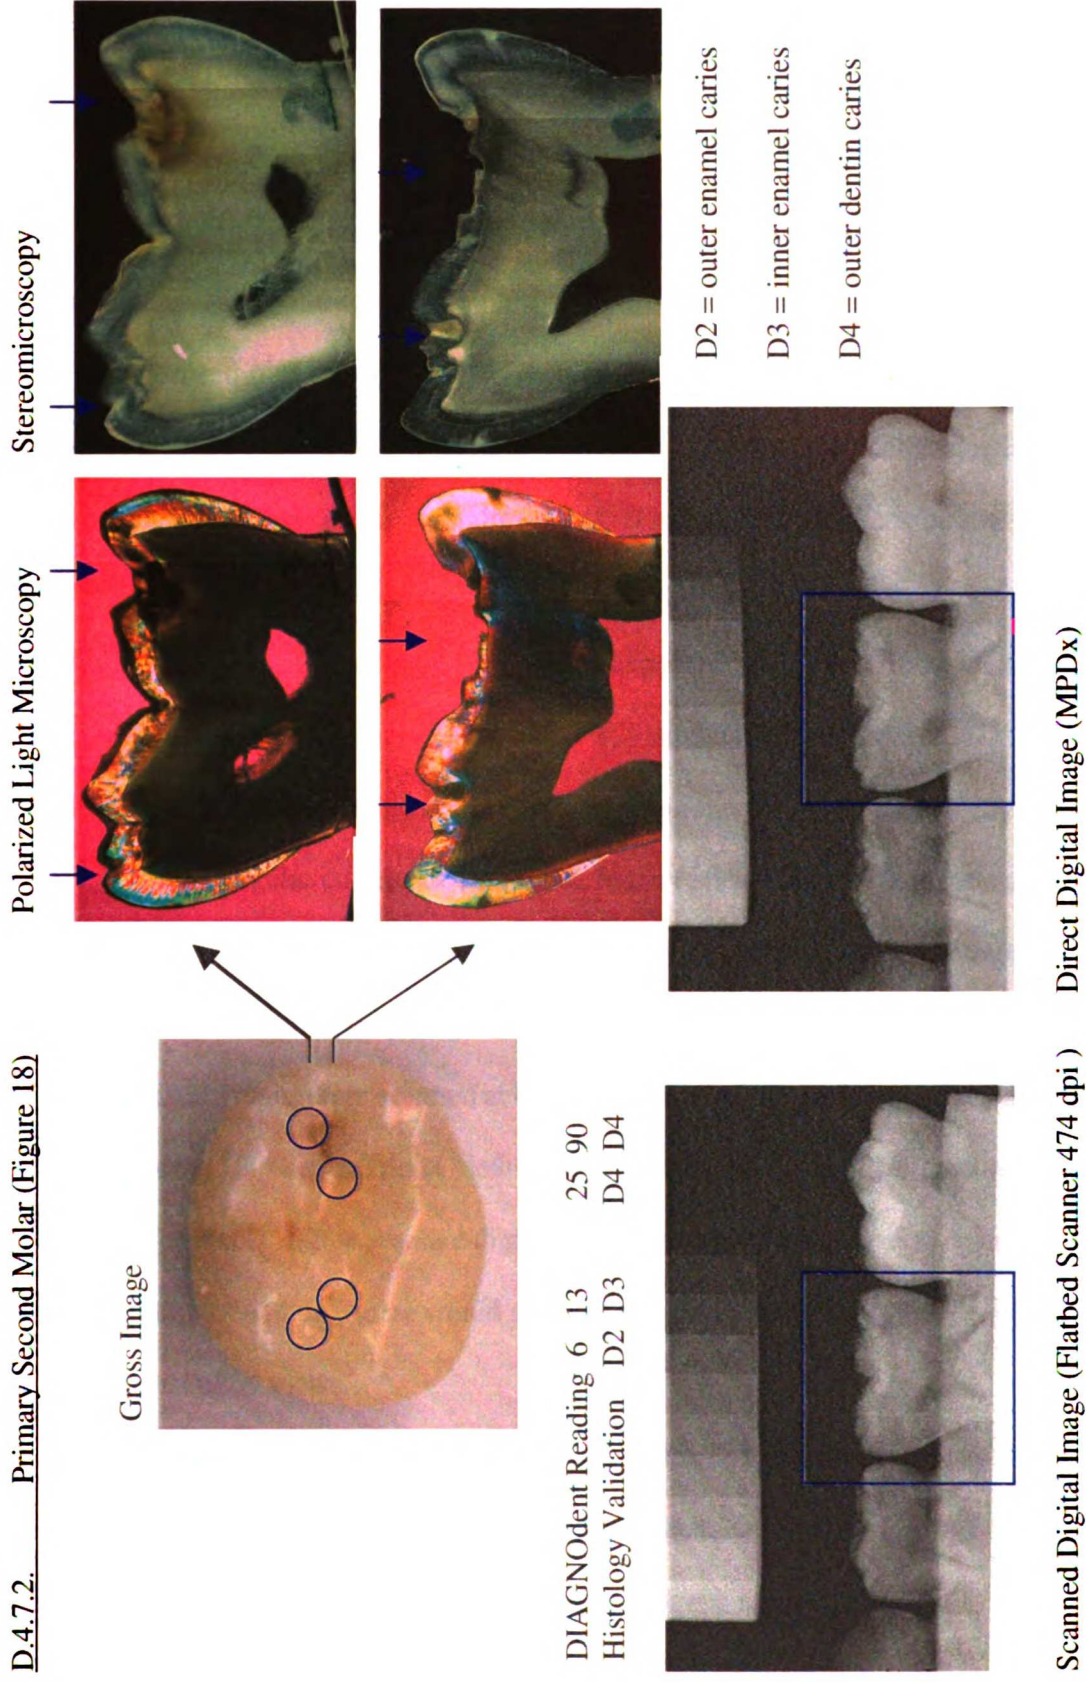 D.4.7.2. Primary Second Molar (Figure 18)
Gross Image
Polarized Light Microscopy
Stereomicroscopy
DIAGNOdent Reading 6 13 25 90
Histology Validation D2 D3 D4 D4
D2 = outer enamel caries
D3 = inner enamel caries
D4 = outer dentin caries
Scanned Digital Image (Flatbed Scanner 474 dpi )
Direct Digital Image (MPDx)